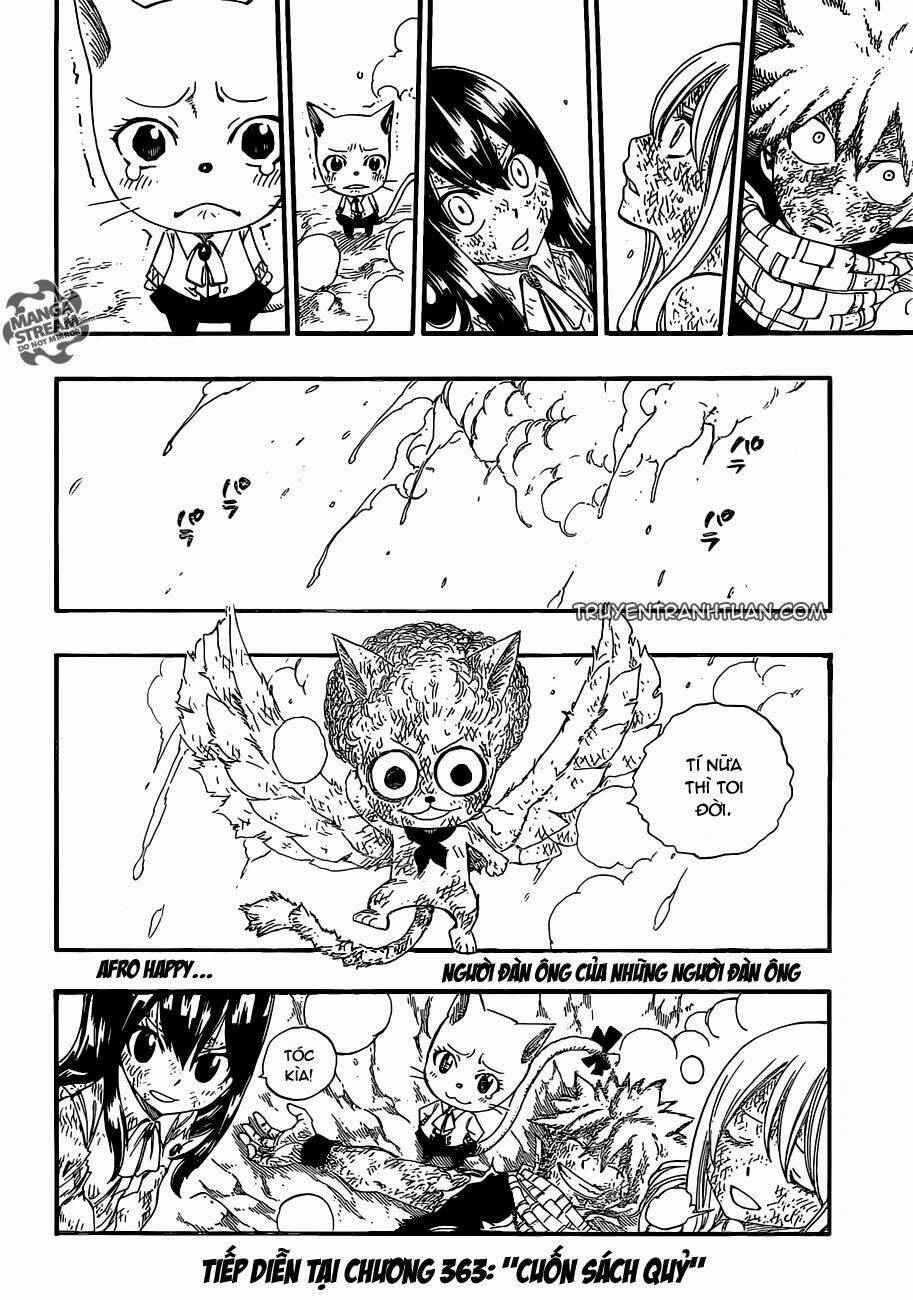 MANGA
STREAM.com
DO NOT MIRROR
パラ
パラ
パラ
パラ
TRUYENTRANHTUAN.COM
TÍ NỮA
THÌ TOI
ĐỜI.
AFRO HAPPY...
NGƯỜI ĐÀN ÔNG CỦA NHỮNG NGƯỜI ĐÀN ÔNG
TÓC
KÌA!
TIẾP DIỄN TẠI CHƯƠNG 363: "CUỐN SÁCH QUỶ"